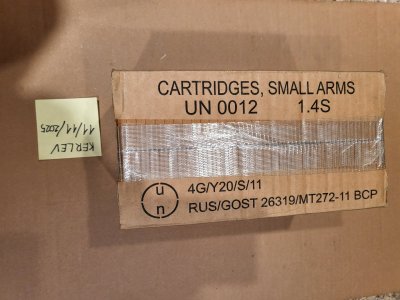 CARTRIDGES, SMALL ARMS
UN 0012 1.4S
u
n
4G/Y20/S/11
RUS/GOST 26319/MT272-11 BCP
KERLEV
11/11/2025